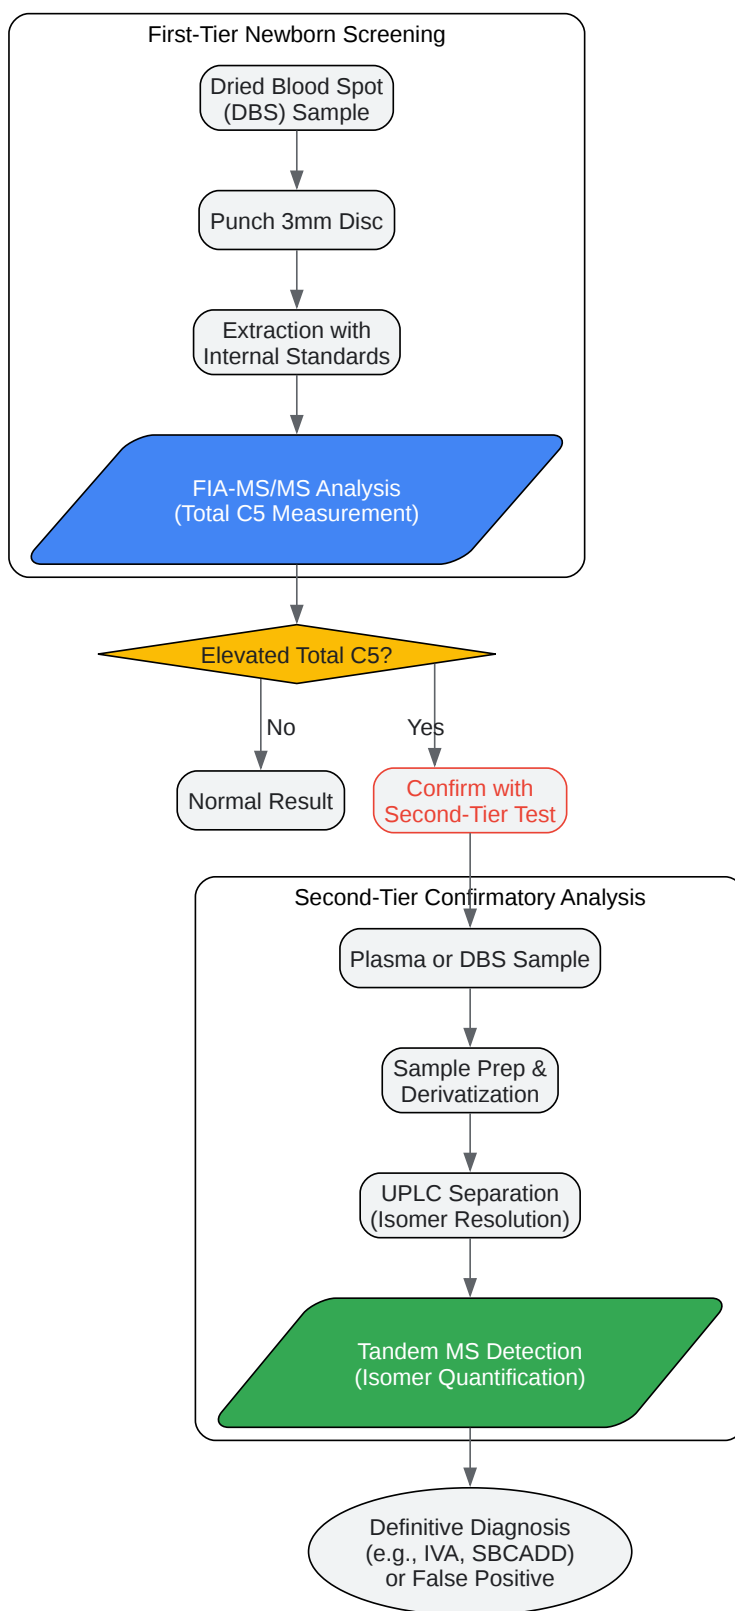 First-Tier Newborn Screening
Dried Blood Spot
(DBS) Sample
Punch 3mm Disc
Extraction with
Internal Standards
FIA-MS/MS Analysis
(Total C5 Measurement)
Elevated Total C5?
No
Yes
Normal Result
Confirm with
Second-Tier Test
Second-Tier Confirmatory Analysis
Plasma or DBS Sample
Sample Prep &
Derivatization
UPLC Separation
(Isomer Resolution)
Tandem MS Detection
(Isomer Quantification)
Definitive Diagnosis
(e.g., IVA, SBCADD)
or False Positive